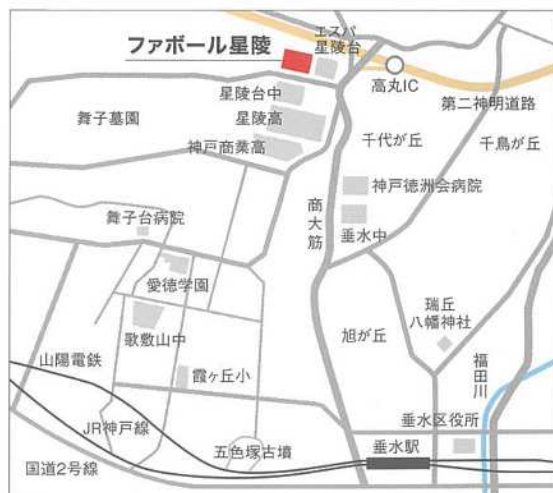 エスパ
星陵台
ファボール星陵
高丸IC
星陵台中
第二神明道路
舞子墓園
星陵高
千代が丘
千鳥が丘
神戸商業高
神戸徳洲会病院
商大筋
舞子台病院
垂水中
愛徳学園
瑞丘
八幡神社
歌敷山中
旭が丘
山陽電鉄
霞ヶ丘小
福田川
垂水区役所
JR神戸線
五色塚古墳
垂水駅
国道2号線